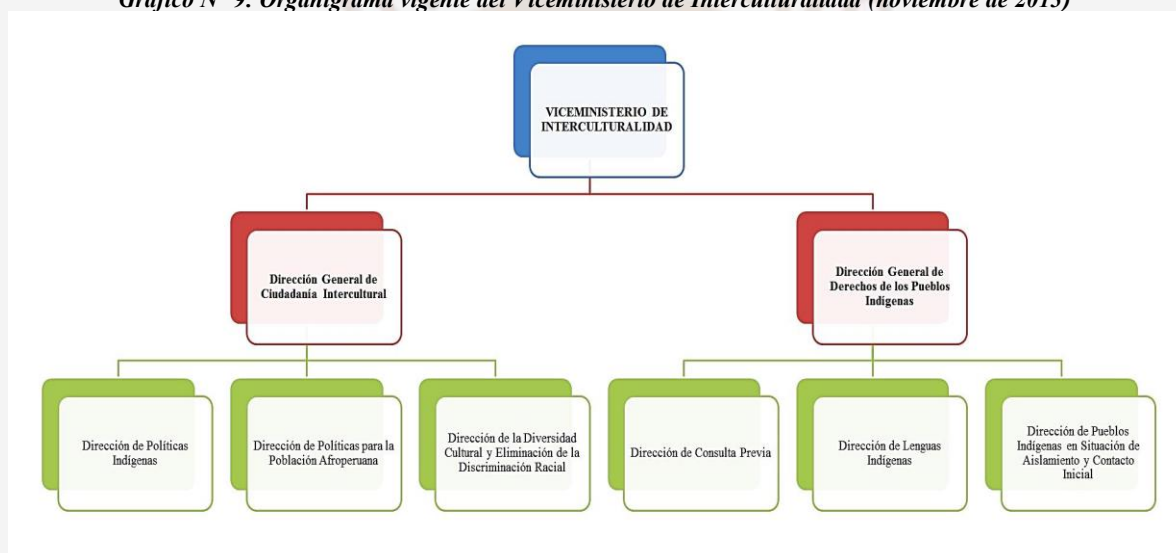 Gráfico N° 9: Organigrama vigente del Viceministerio de Interculturalidad (noviembre de 2015)
VICEMINISTERIO DE
INTERCULTURALIDAD
Dirección General de
Ciudadanía Intercultural
Dirección General de
Derechos de los Pueblos
Indígenas
Dirección de Políticas
Indígenas
Dirección de Políticas para la
Población Afroperuana
Dirección de la Diversidad
Cultural y Eliminación de la
Discriminación Racial
Dirección de Consulta Previa
Dirección de Lenguas
Indígenas
Dirección de Pueblos
Indígenas en Situación de
Aislamiento y Contacto
Inicial